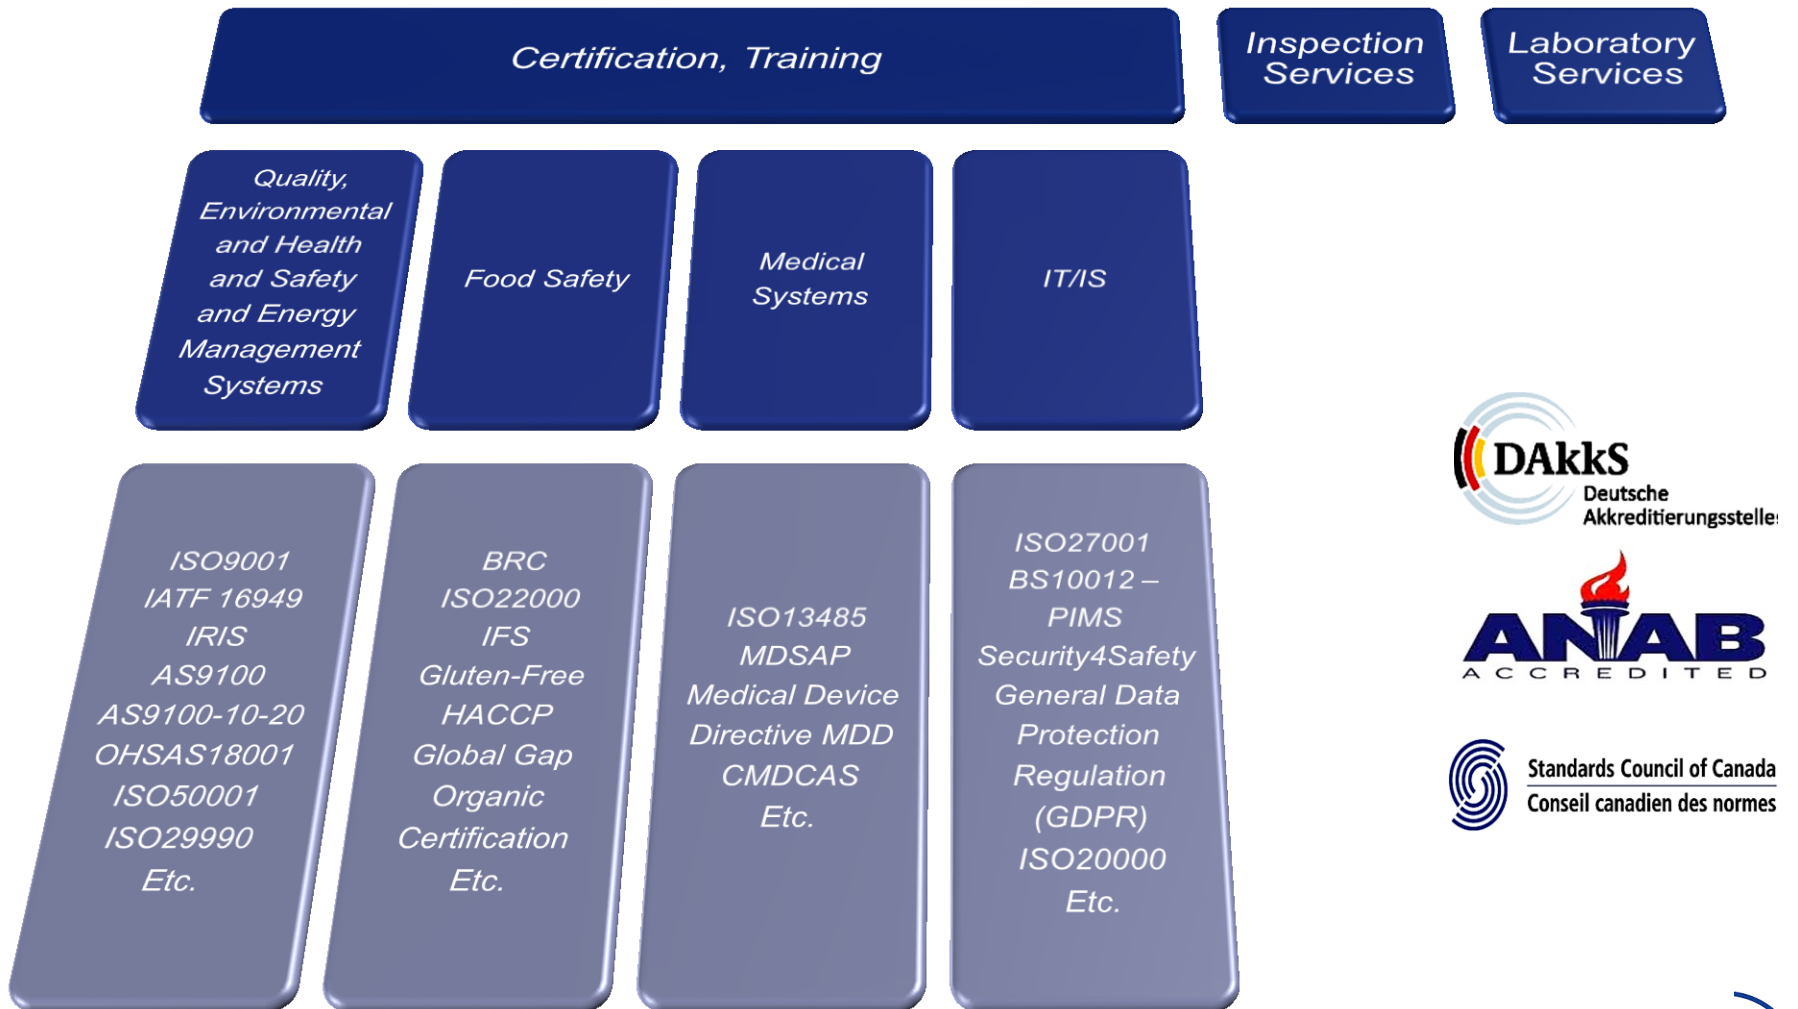 Certification, Training
Inspection
Services
Laboratory
Services
Quality,
Environmental
and Health
and Safety
and Energy
Management
Systems
Food Safety
Medical
Systems
IT/IS
ISO9001
IATF 16949
IRIS
AS9100
AS9100-10-20
OHSAS18001
ISO50001
ISO29990
Etc.
BRC
ISO22000
IFS
Gluten-Free
HACCP
Global Gap
Organic
Certification
Etc.
ISO13485
MDSAP
Medical Device
Directive MDD
CMDCAS
Etc.
ISO27001
BS10012 –
PIMS
Security4Safety
General Data
Protection
Regulation
(GDPR)
ISO20000
Etc.
DAkkS
Deutsche
Akkreditierungsstelle
ANAB
ACCREDITED
Standards Council of Canada
Conseil canadien des normes